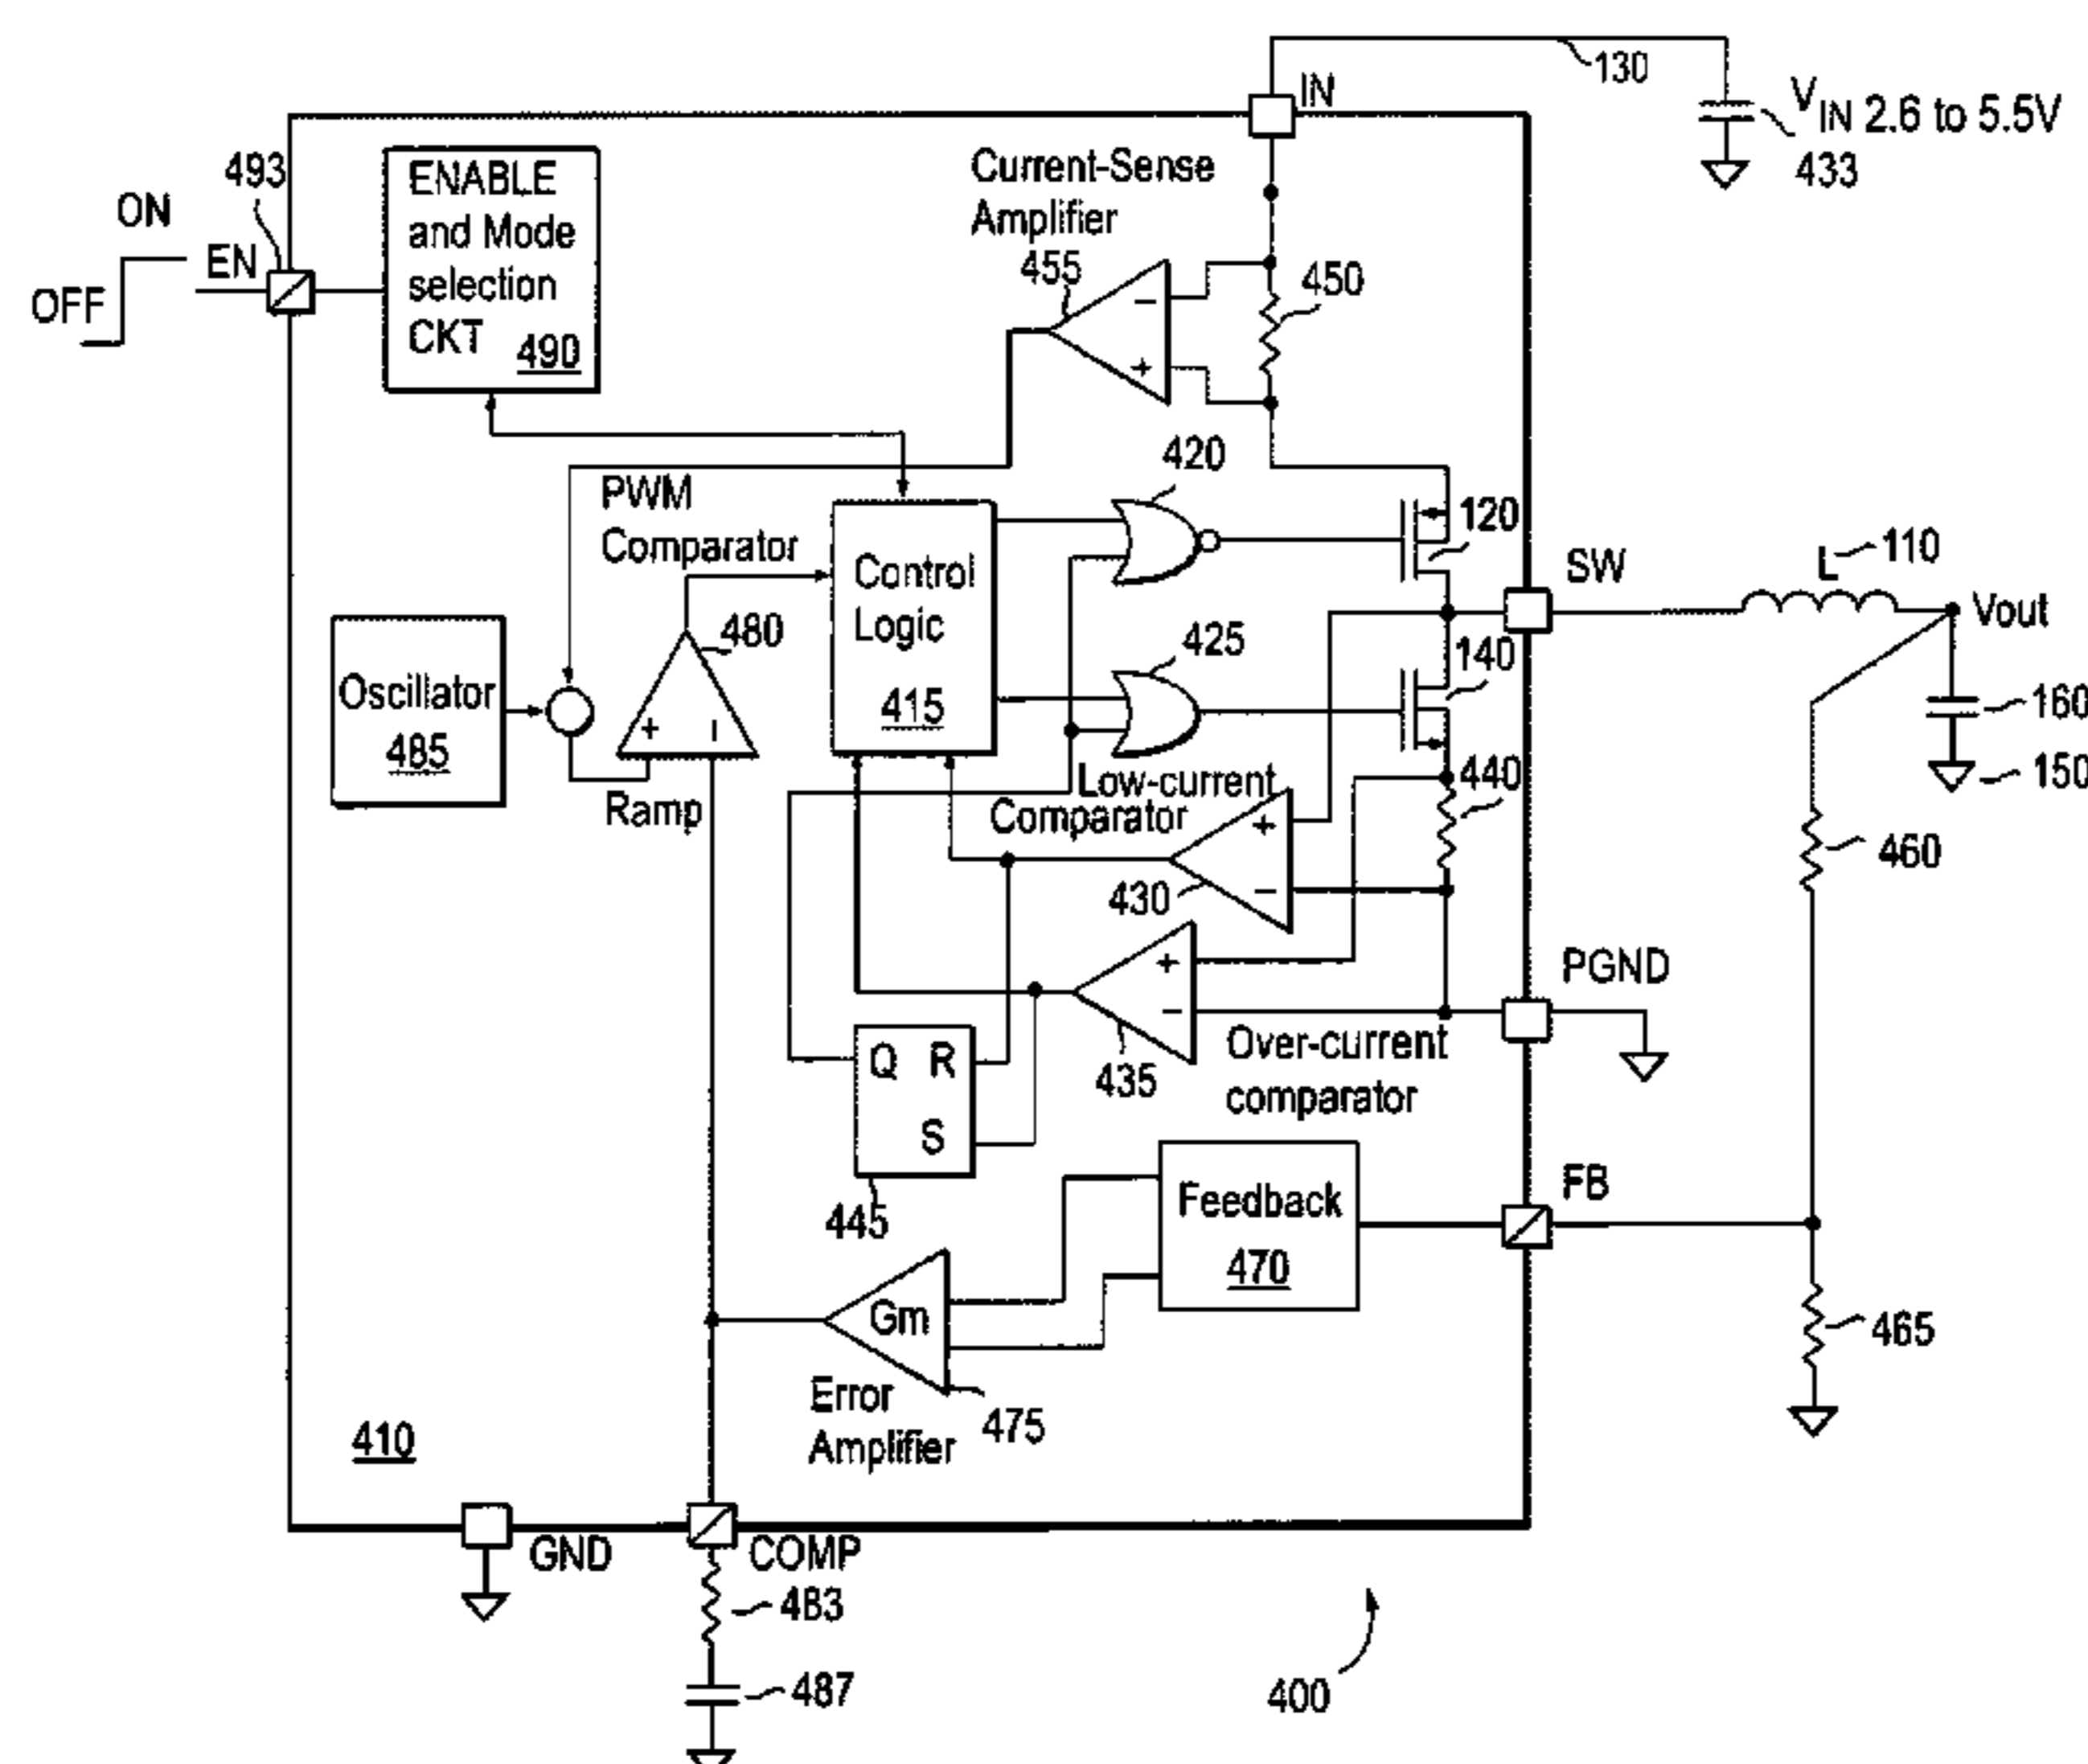 130
IN
V IN 2.6 to 5.5V
433
493
ON
EN
OFF
ENABLE
and Mode
selection
CKT 490
Current-Sense
Amplifier
455
-
+
450
420
PWM
Comparator
120
Control
Logic
415
SW
L 110
Vout
480
425
140
Oscillator
485
+ -
Ramp
160
150
Low-current
Comparator
+
-
430
440
460
PGND
+
-
435
Over-current
comparator
Q R
S
445
FB
Feedback
470
Gm
Error
Amplifier
475
465
410
GND
COMP
483
487
400